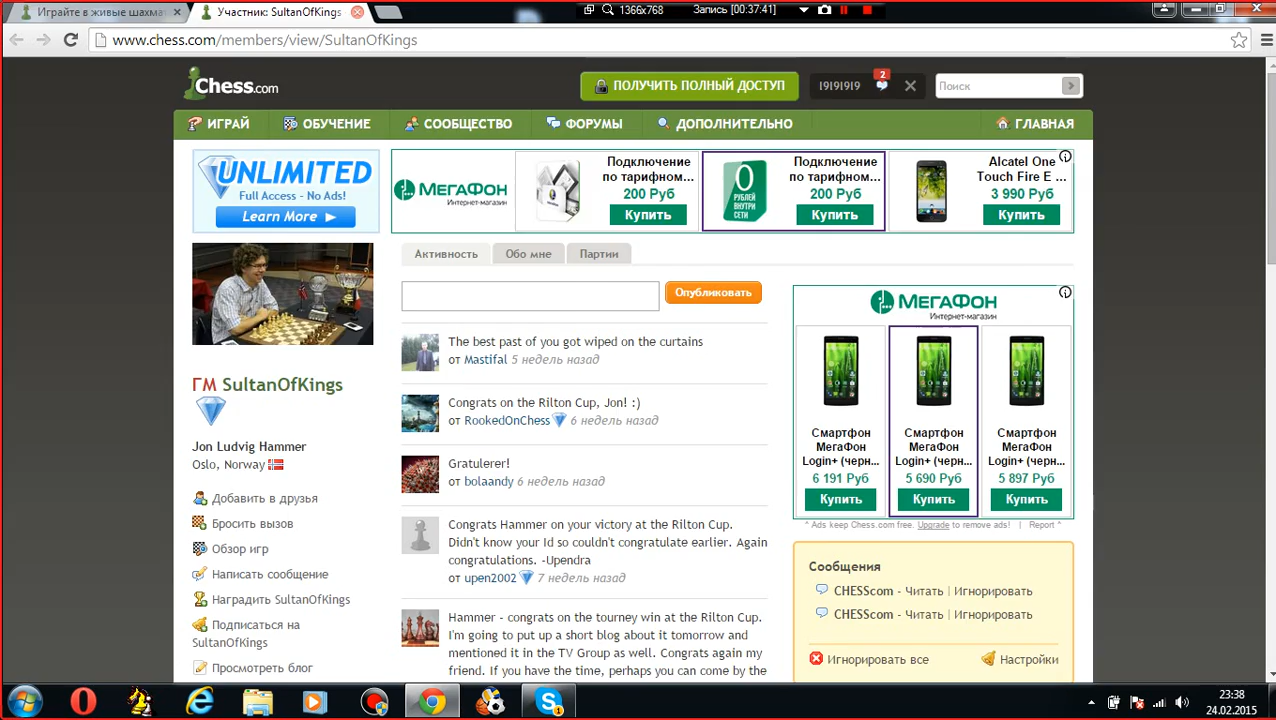 1366x768
Запись [00:37:41]
Играйте в живые шахмат
Участник: SultanOfKings
www.chess.com/members/view/SultanOfKings
Chess.com
ПОЛУЧИТЬ ПОЛНЫЙ ДОСТУП
19191919
2
Поиск
ИГРАЙ
ОБУЧЕНИЕ
СООБЩЕСТВО
ФОРУМЫ
ДОПОЛНИТЕЛЬНО
ГЛАВНАЯ
UNLIMITED
Full Access - No Ads!
Learn More ►
МЕГАФОН
Интернет-магазин
Подключение
по тарифном...
200 Руб
Купить
0
РУБЛЕЙ
ВНУТРИ
СЕТИ
Подключение
по тарифном...
200 Руб
Купить
Alcatel One
Touch Fire E ...
3 990 Руб
Купить
Активность
Обо мне
Партии
Опубликовать
The best past of you got wiped on the curtains
от Mastifal 5 недель назад
Congrats on the Rilton Cup, Jon! :)
от RookedOnChess 6 недель назад
Gratulerer!
от bolaandy 6 недель назад
Congrats Hammer on your victory at the Rilton Cup.
Didn't know your Id so couldn't congratulate earlier. Again
congratulations. -Upendra
от upen2002 7 недель назад
Hammer - congrats on the tourney win at the Rilton Cup.
I'm going to put up a short blog about it tomorrow and
mentioned it in the TV Group as well. Congrats again my
friend. If you have the time, perhaps you can come by the
ГМ SultanOfKings
Jon Ludvig Hammer
Oslo, Norway
Добавить в друзья
Бросить вызов
Обзор игр
Написать сообщение
Наградить SultanOfKings
Подписаться на
SultanOfKings
Просмотреть блог
МЕГАФОН
Интернет-магазин
Смартфон
МегаФон
Login+ (черн...
6 191 Руб
Купить
Смартфон
МегаФон
Login+ (черн...
5 690 Руб
Купить
Смартфон
МегаФон
Login+ (черн...
5 897 Руб
Купить
^ Ads keep Chess.com free. Upgrade to remove ads! | Report ^
Сообщения
CHESScom - Читать | Игнорировать
CHESScom - Читать | Игнорировать
Игнорировать все
Настройки
23:38
24.02.2015